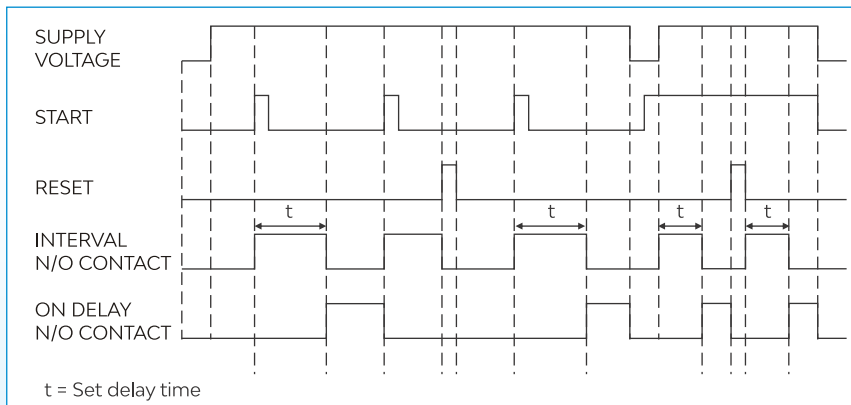 SUPPLY
VOLTAGE
START
RESET
t
t
t
t
INTERVAL
N/O CONTACT
ON DELAY
N/O CONTACT
t = Set delay time